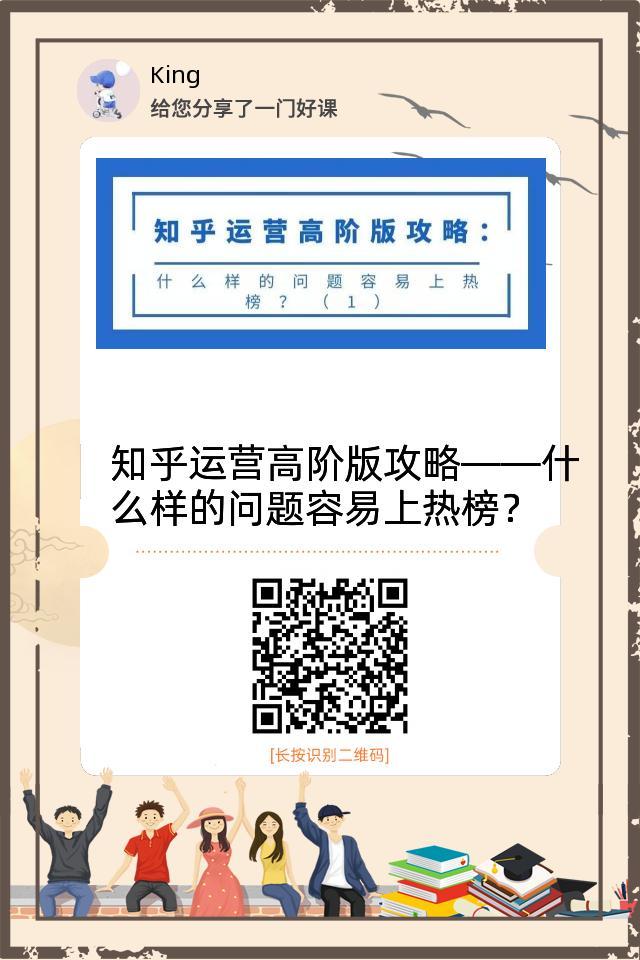 King
给您分享了一门好课
知乎运营高阶版攻略：
什么样的问题容易上热
榜？（1）
知乎运营高阶版攻略——什
么样的问题容易上热榜？
[长按识别二维码]